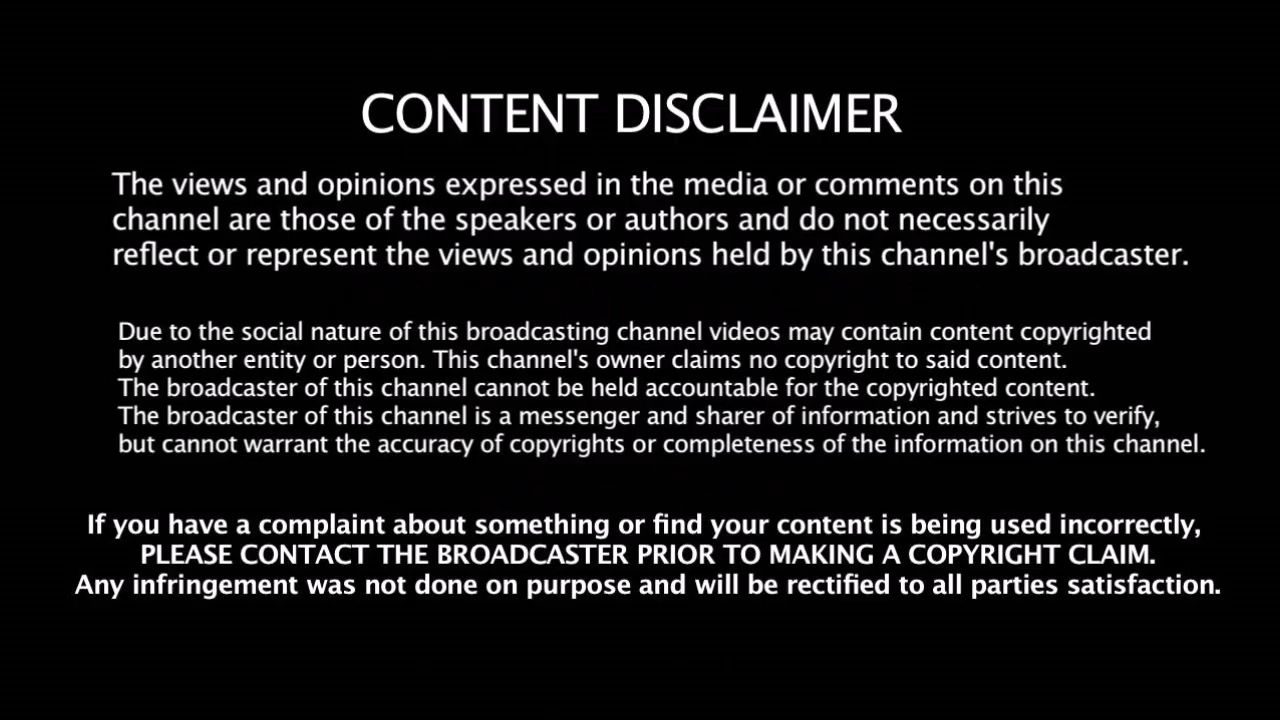 CONTENT DISCLAIMER
The views and opinions expressed in the media or comments on this
channel are those of the speakers or authors and do not necessarily
reflect or represent the views and opinions held by this channel's broadcaster.
Due to the social nature of this broadcasting channel videos may contain content copyrighted
by another entity or person. This channel's owner claims no copyright to said content.
The broadcaster of this channel cannot be held accountable for the copyrighted content.
The broadcaster of this channel is a messenger and sharer of information and strives to verify,
but cannot warrant the accuracy of copyrights or completeness of the information on this channel.
If you have a complaint about something or find your content is being used incorrectly,
PLEASE CONTACT THE BROADCASTER PRIOR TO MAKING A COPYRIGHT CLAIM.
Any infringement was not done on purpose and will be rectified to all parties satisfaction.